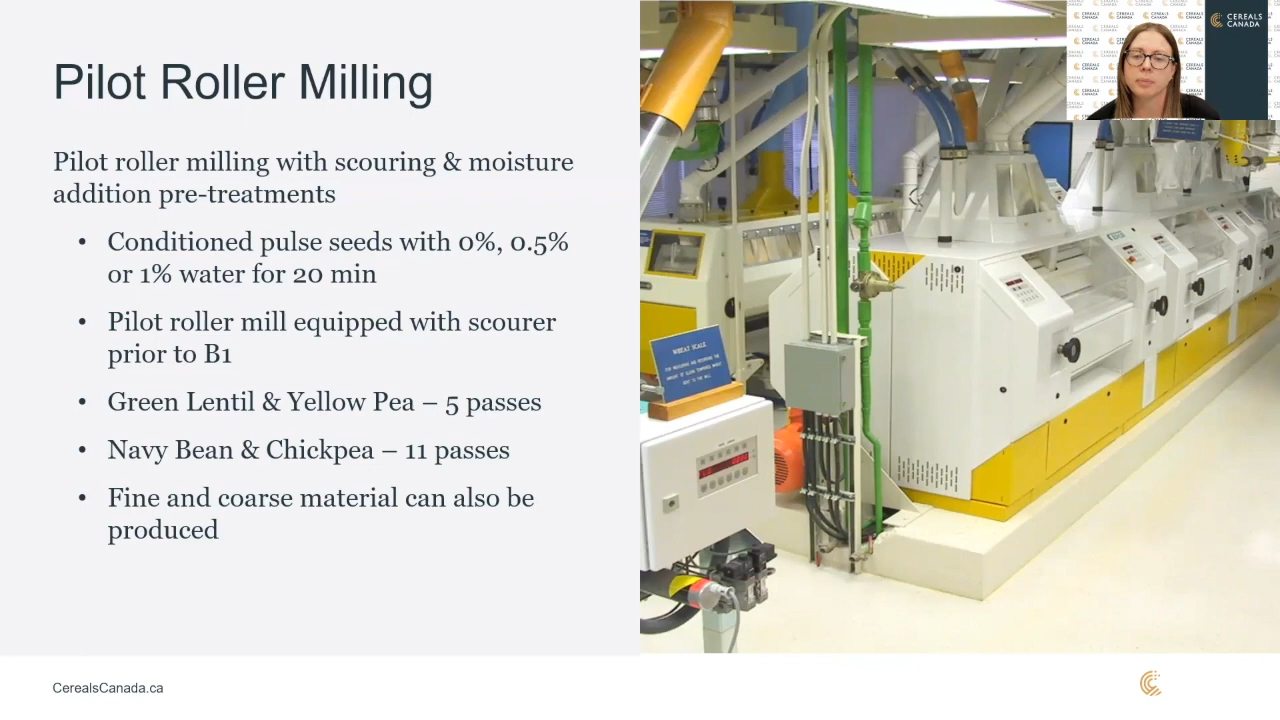 Pilot Roller Milling
Pilot roller milling with scouring & moisture
addition pre-treatments
• Conditioned pulse seeds with 0%, 0.5%
or 1% water for 20 min
• Pilot roller mill equipped with scourer
prior to B1
• Green Lentil & Yellow Pea – 5 passes
• Navy Bean & Chickpea – 11 passes
• Fine and coarse material can also be
produced
CerealsCanada.ca
CEREALS
CANADA
WHEAT SCALE